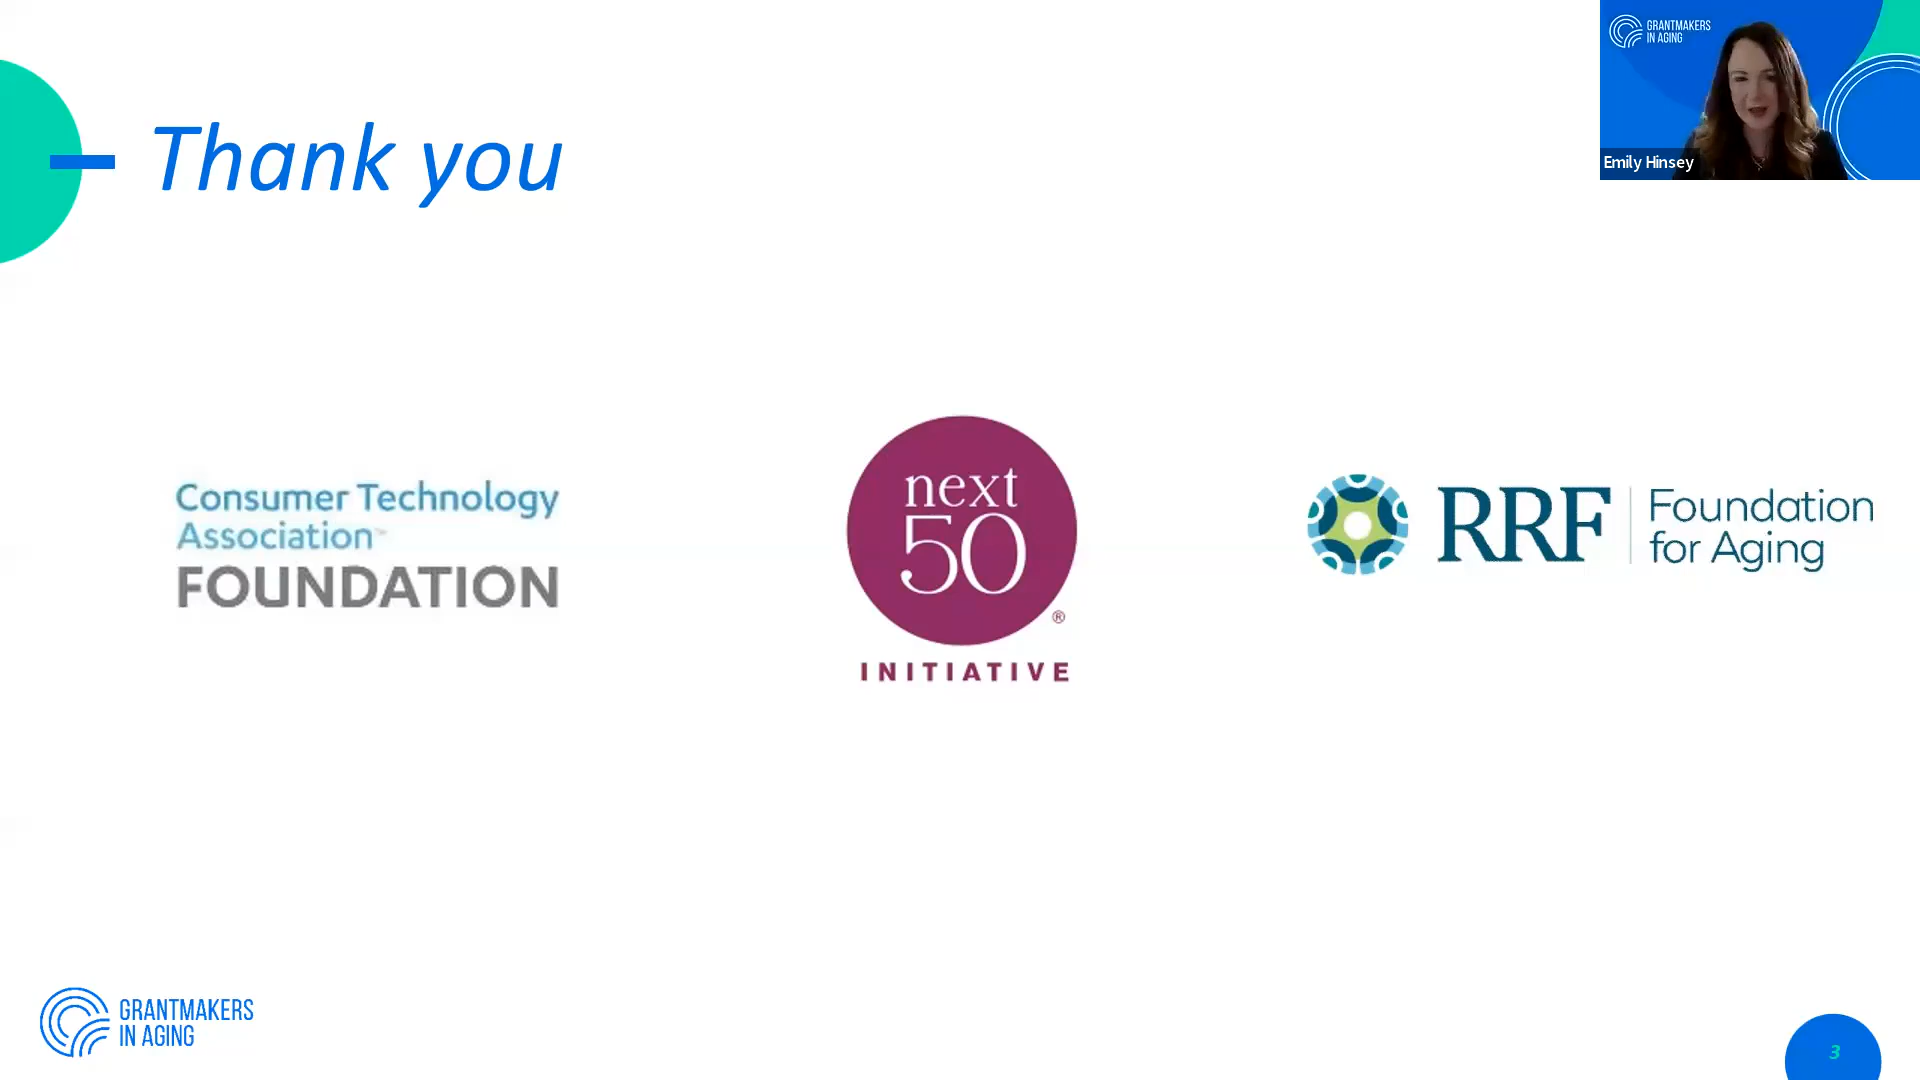 Thank you
GRANTMAKERS
IN AGING
Emily Hinsey
Consumer Technology
Association™
FOUNDATION
next
50
®
INITIATIVE
RRF
Foundation
for Aging
GRANTMAKERS
IN AGING
3